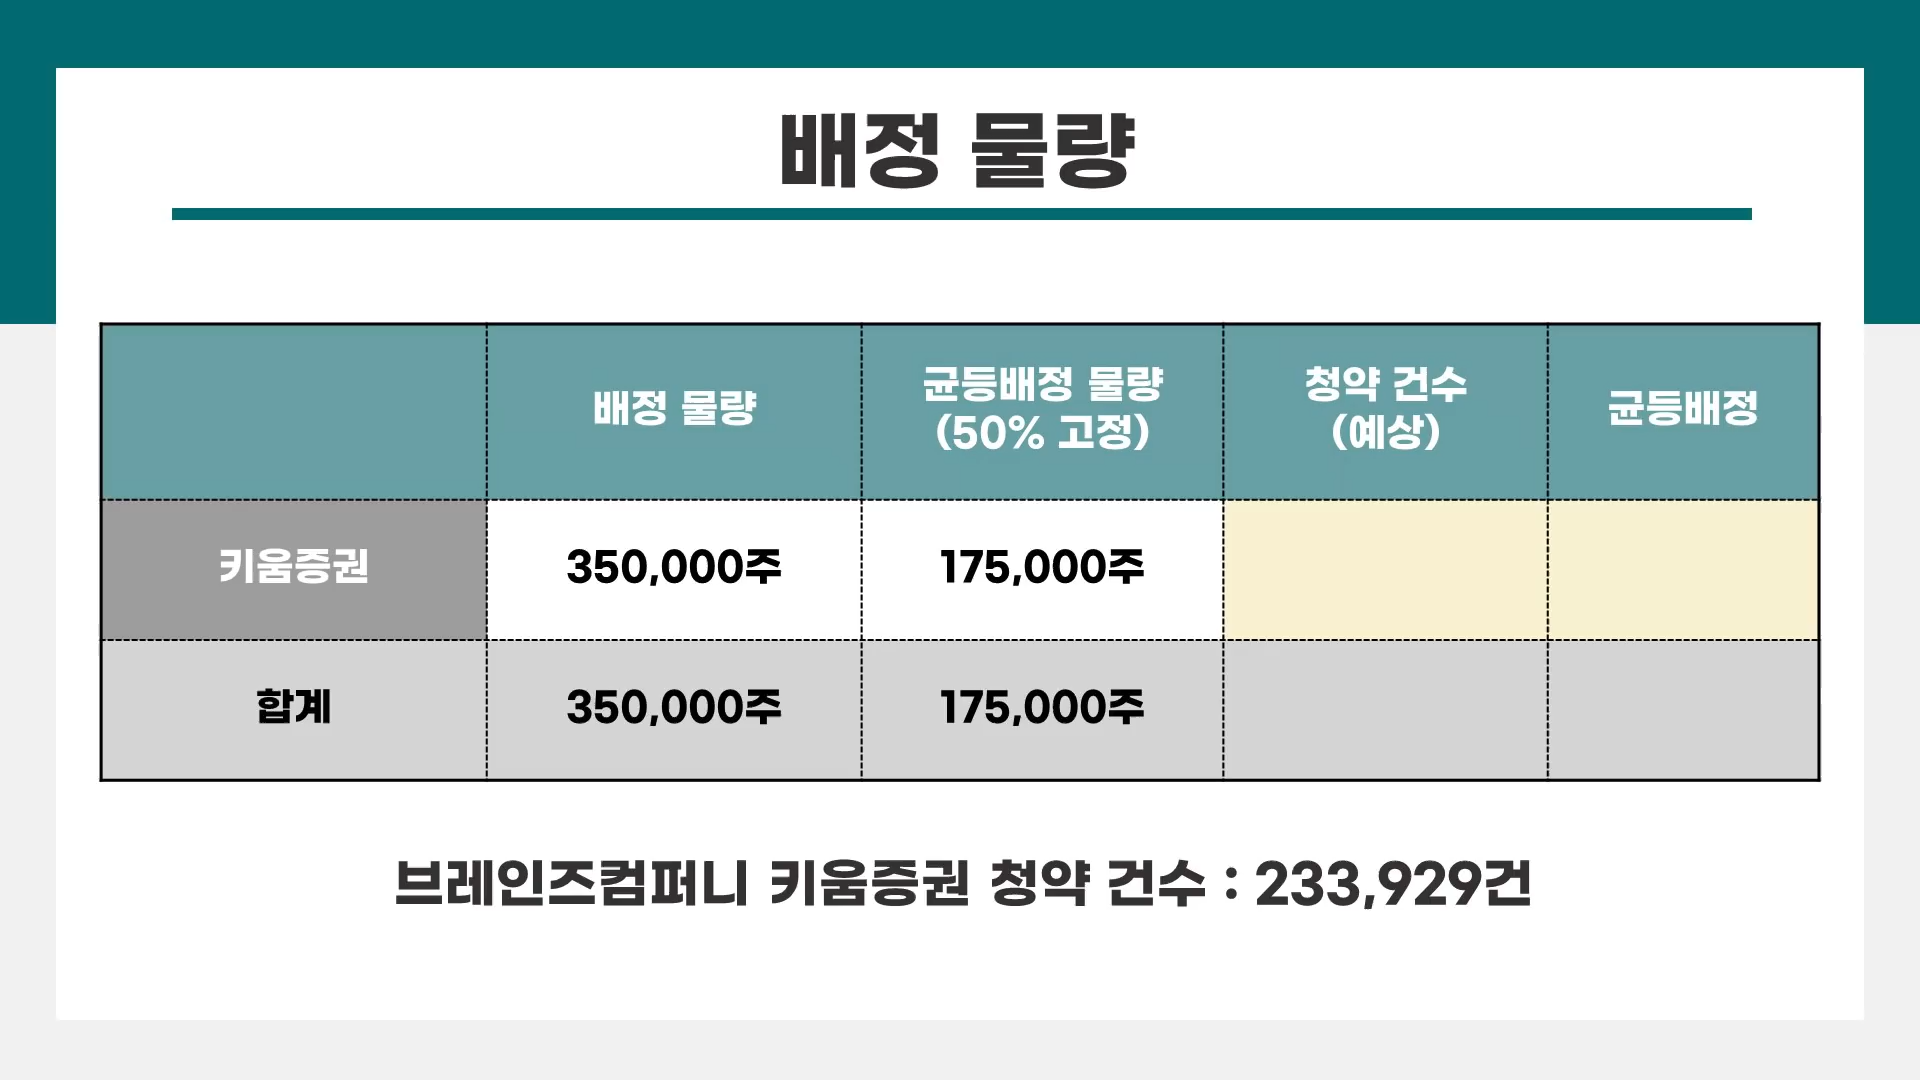 배정 물량
배정 물량
균등배정 물량
(50% 고정)
청약 건수
(예상)
균등배정
키움증권
350,000주
175,000주
합계
350,000주
175,000주
브레인즈컴퍼니 키움증권 청약 건수 : 233,929건